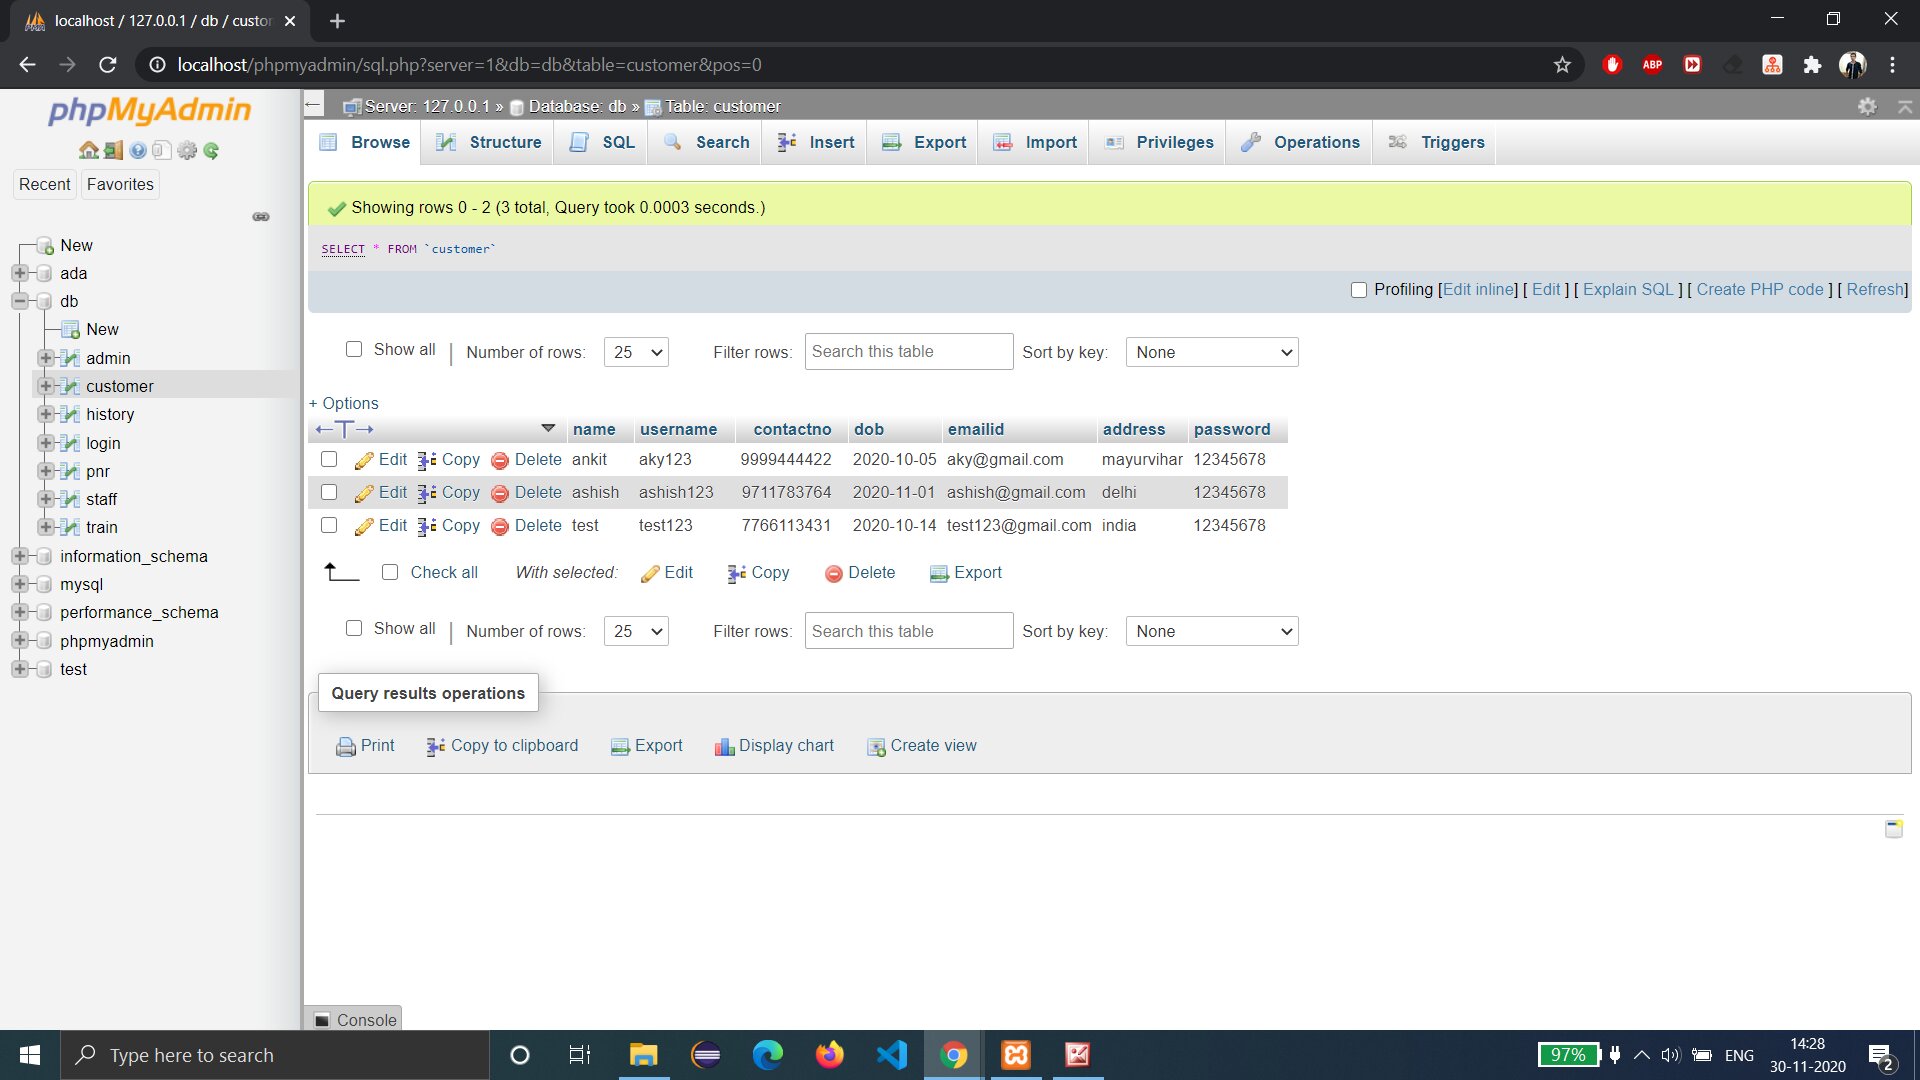 localhost / 127.0.0.1 / db / custor
localhost/phpmyadmin/sql.php?server=1&db=db&table=customer&pos=0
ABP
phpMyAdmin
Recent Favorites
New
ada
db
New
admin
customer
history
login
pnr
staff
train
information_schema
mysql
performance_schema
phpmyadmin
test
Server: 127.0.0.1 » Database: db » Table: customer
Browse Structure SQL Search Insert Export Import Privileges Operations Triggers
Showing rows 0 - 2 (3 total, Query took 0.0003 seconds.)
SELECT * FROM `customer`
Profiling [Edit inline] [ Edit ] [ Explain SQL ] [ Create PHP code ] [ Refresh]
Show all | Number of rows: 25 Filter rows: Search this table Sort by key: None
+ Options
←T→ name username contactno dob emailid address password
Edit Copy Delete ankit aky123 9999444422 2020-10-05 aky@gmail.com mayurvihar 12345678
Edit Copy Delete ashish ashish123 9711783764 2020-11-01 ashish@gmail.com delhi 12345678
Edit Copy Delete test test123 7766113431 2020-10-14 test123@gmail.com india 12345678
Check all With selected: Edit Copy Delete Export
Show all | Number of rows: 25 Filter rows: Search this table Sort by key: None
Query results operations
Print Copy to clipboard Export Display chart Create view
Console
Type here to search
97% ENG
14:28
30-11-2020
2